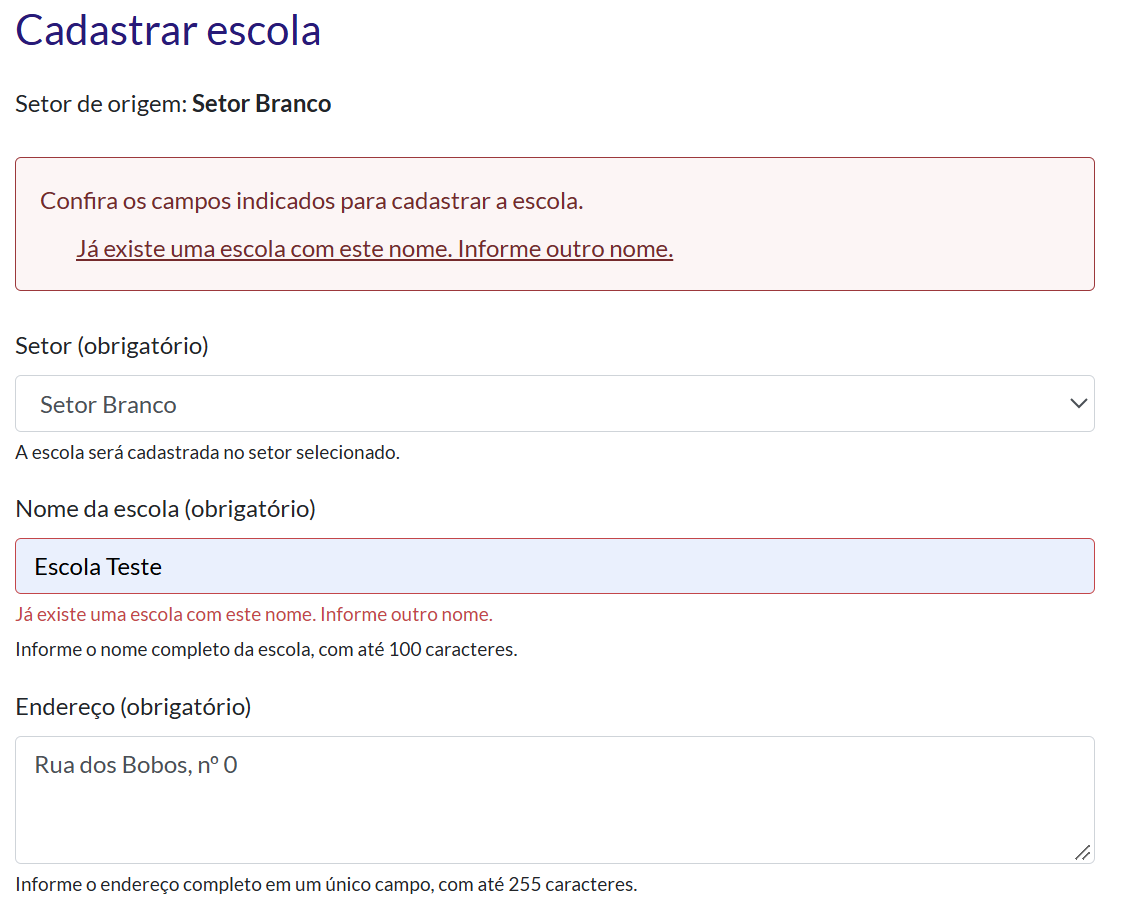 Cadastrar escola
Setor de origem: Setor Branco
Confira os campos indicados para cadastrar a escola.
Já existe uma escola com este nome. Informe outro nome.
Setor (obrigatório)
Setor Branco
A escola será cadastrada no setor selecionado.
Nome da escola (obrigatório)
Escola Teste
Já existe uma escola com este nome. Informe outro nome.
Informe o nome completo da escola, com até 100 caracteres.
Endereço (obrigatório)
Rua dos Bobos, nº 0
Informe o endereço completo em um único campo, com até 255 caracteres.